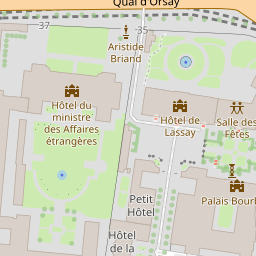 Quai d'Orsay
37
35
Aristide
Briand
Hôtel du
ministre
des Affaires
étrangères
Hôtel de
Lassay
Salle des
Fêtes
Petit
Hôtel
Palais Bourb
Hôtel
de la